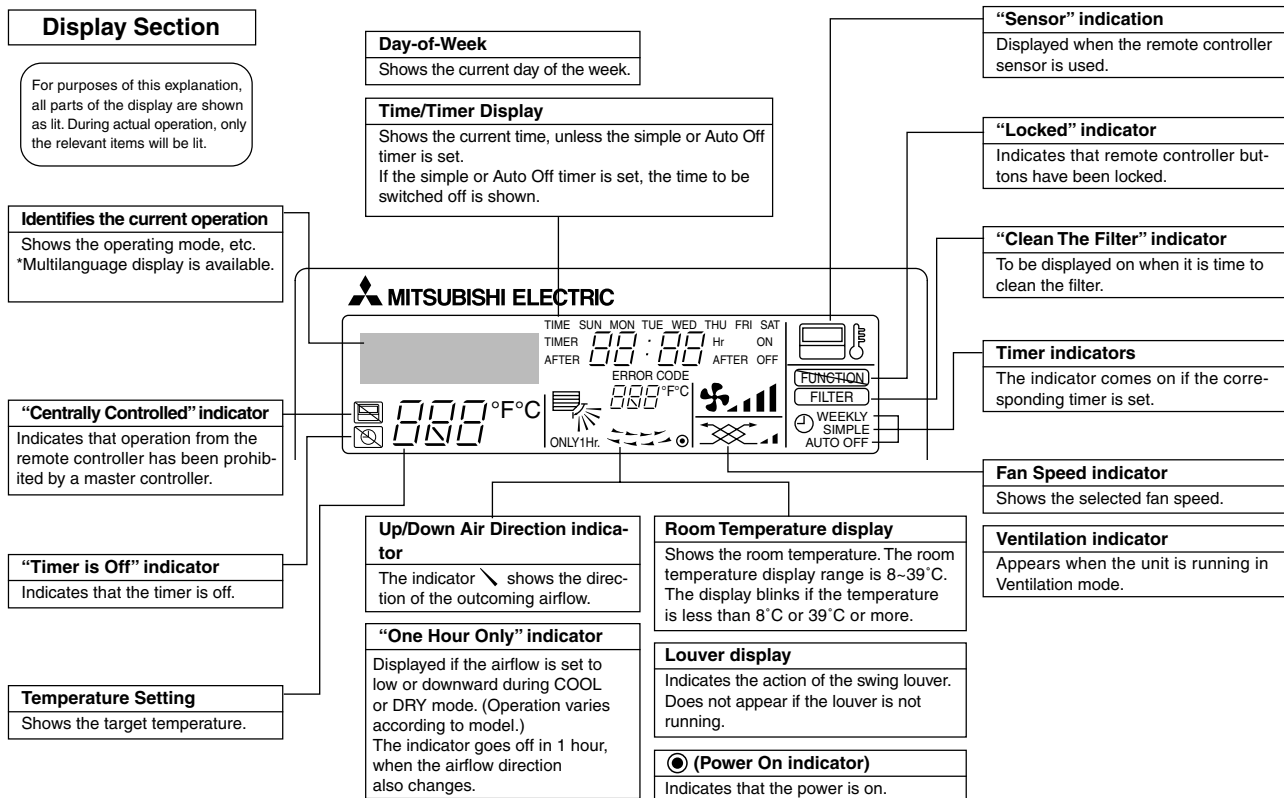 Display Section
For purposes of this explanation,
all parts of the display are shown
as lit. During actual operation, only
the relevant items will be lit.
Identifies the current operation
Shows the operating mode, etc.
*Multilanguage display is available.
“Centrally Controlled” indicator
Indicates that operation from the
remote controller has been prohib-
ited by a master controller.
“Timer is Off” indicator
Indicates that the timer is off.
Temperature Setting
Shows the target temperature.
Day-of-Week
Shows the current day of the week.
Time/Timer Display
Shows the current time, unless the simple or Auto Off
timer is set.
If the simple or Auto Off timer is set, the time to be
switched off is shown.
MITSUBISHI ELECTRIC
TIME SUN MON TUE WED THU FRI SAT
TIMER 88:88 Hr ON
AFTER AFTER OFF
ERROR CODE
888°F°C
888°F°C
ONLY1Hr.
FUNCTION
FILTER
WEEKLY
SIMPLE
AUTO OFF
Up/Down Air Direction indica-
tor
The indicator shows the direc-
tion of the outcoming airflow.
“One Hour Only” indicator
Displayed if the airflow is set to
low or downward during COOL
or DRY mode. (Operation varies
according to model.)
The indicator goes off in 1 hour,
when the airflow direction
also changes.
Room Temperature display
Shows the room temperature. The room
temperature display range is 8~39˚C.
The display blinks if the temperature
is less than 8˚C or 39˚C or more.
Louver display
Indicates the action of the swing louver.
Does not appear if the louver is not
running.
(Power On indicator)
Indicates that the power is on.
“Sensor” indication
Displayed when the remote controller
sensor is used.
“Locked” indicator
Indicates that remote controller but-
tons have been locked.
“Clean The Filter” indicator
To be displayed on when it is time to
clean the filter.
Timer indicators
The indicator comes on if the corre-
sponding timer is set.
Fan Speed indicator
Shows the selected fan speed.
Ventilation indicator
Appears when the unit is running in
Ventilation mode.